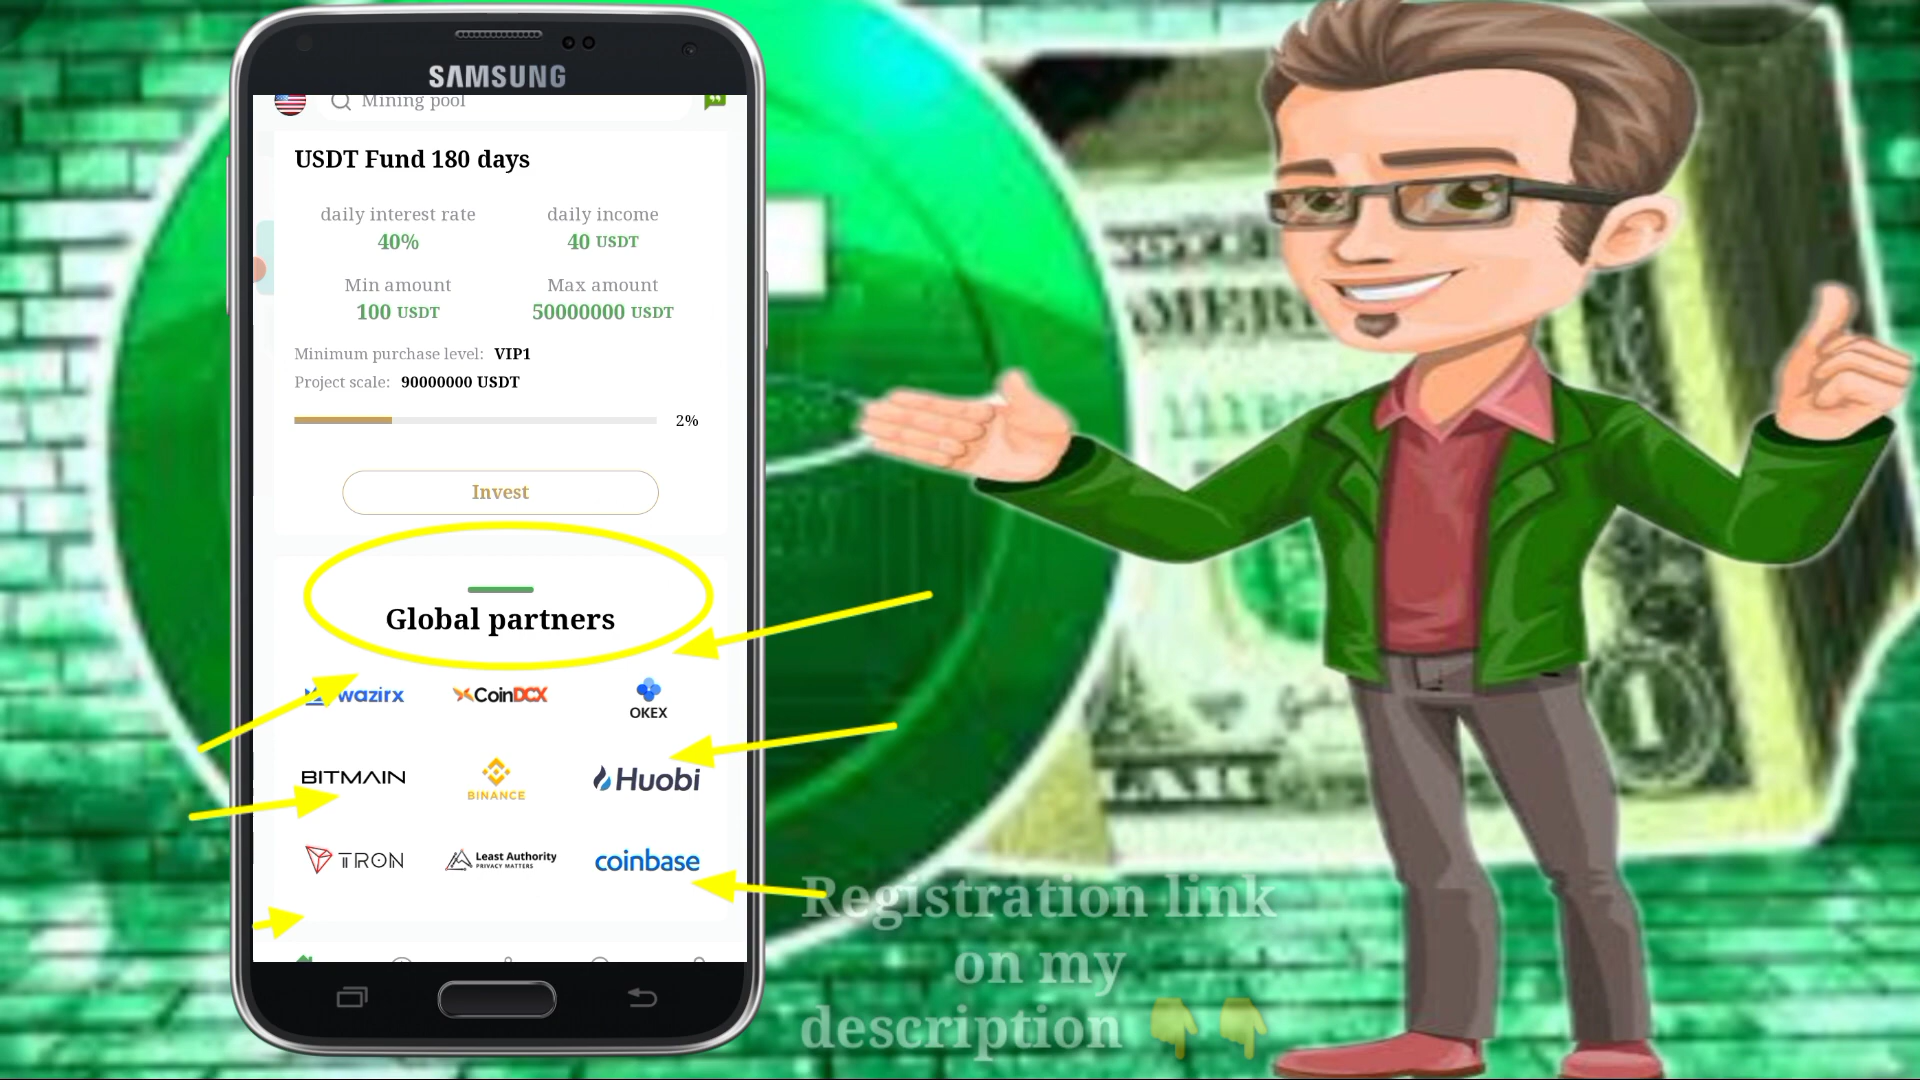 SAMSUNG
Mining pool
USDT Fund 180 days
daily interest rate daily income
40% 40 USDT
Min amount Max amount
100 USDT 50000000 USDT
Minimum purchase level: VIP1
Project scale: 90000000 USDT
2%
Invest
Global partners
wazirx CoinDCX OKEX
BITMAIN BINANCE Huobi
TRON Least Authority coinbase
PRIVACY MATTERS
Registration link
on my
description 👇👇